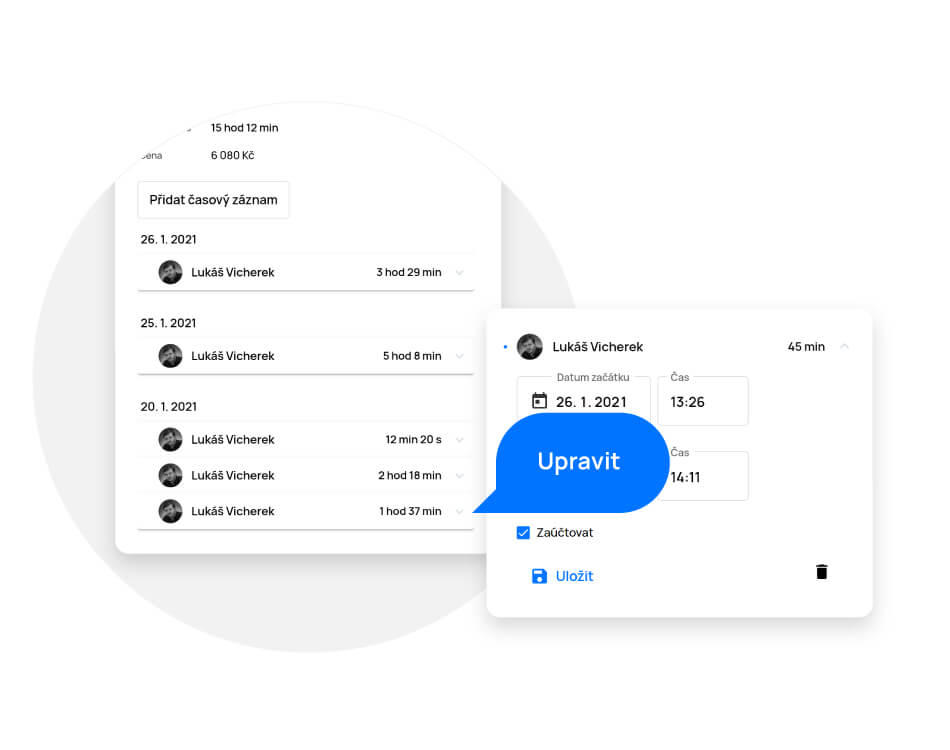 15 hod 12 min
6 080 Kč
Přidat časový záznam
26. 1. 2021
Lukáš Vicherek 3 hod 29 min
25. 1. 2021
Lukáš Vicherek 5 hod 8 min
20. 1. 2021
Lukáš Vicherek 12 min 20 s
Lukáš Vicherek 2 hod 18 min
Lukáš Vicherek 1 hod 37 min
Lukáš Vicherek 45 min
Datum začátku Čas
26. 1. 2021 13:26
Upravit
Čas
14:11
Zaúčtovat
Uložit